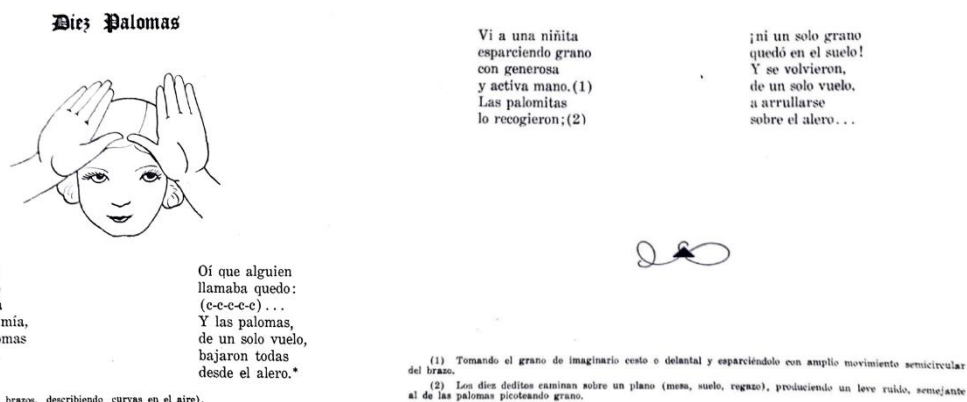 Diez Palomas
mía,
Oí que alguien
llamaba quedo:
(c-c-c-c-c)...
Y las palomas,
de un solo vuelo,
bajaron todas
desde el alero.*
brazos, describiendo curvas en el aire).
Vi a una niñita
esparciendo grano
con generosa
y activa mano.(1)
Las palomitas
lo recogieron;(2)
¡ni un solo grano
quedó en el suelo!
Y se volvieron,
de un solo vuelo,
a arrullarse
sobre el alero...
(1) Tomando el grano de imaginario cesto o delantal y esparciéndolo con amplio movimiento semicircular
del brazo.
(2) Los diez deditos caminan sobre un plano (mesa, suelo, regazo), produciendo un leve ruido, semejante
al de las palomas picoteando grano.